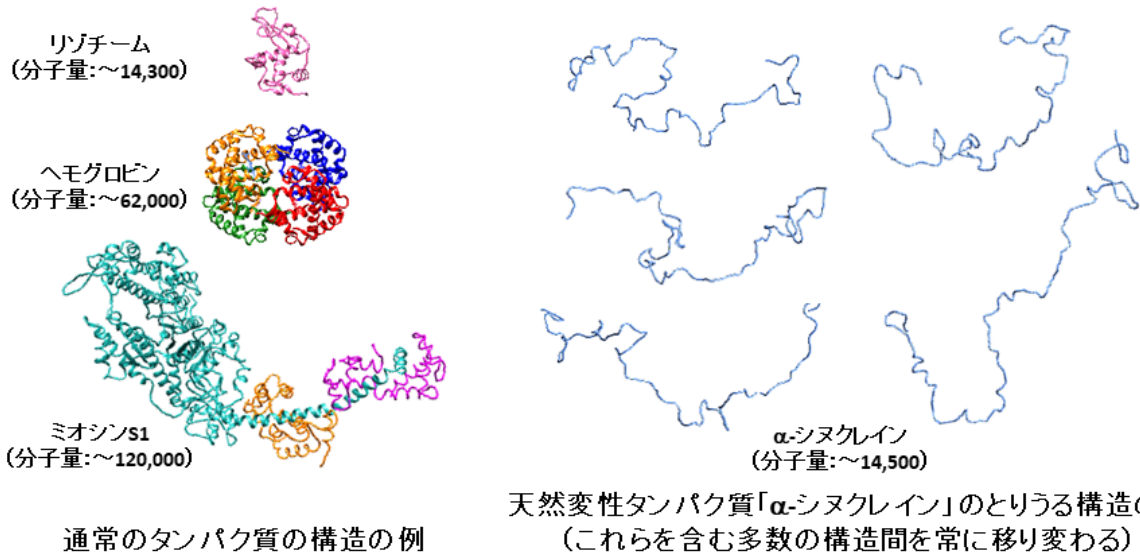 リゾチーム
(分子量:～14,300)
ヘモグロビン
(分子量:～62,000)
ミオシンS1
(分子量:～120,000)
通常のタンパク質の構造の例
α-シヌクレイン
(分子量:～14,500)
天然変性タンパク質「α-シヌクレイン」のとりうる構造
(これらを含む多数の構造間を常に移り変わる)